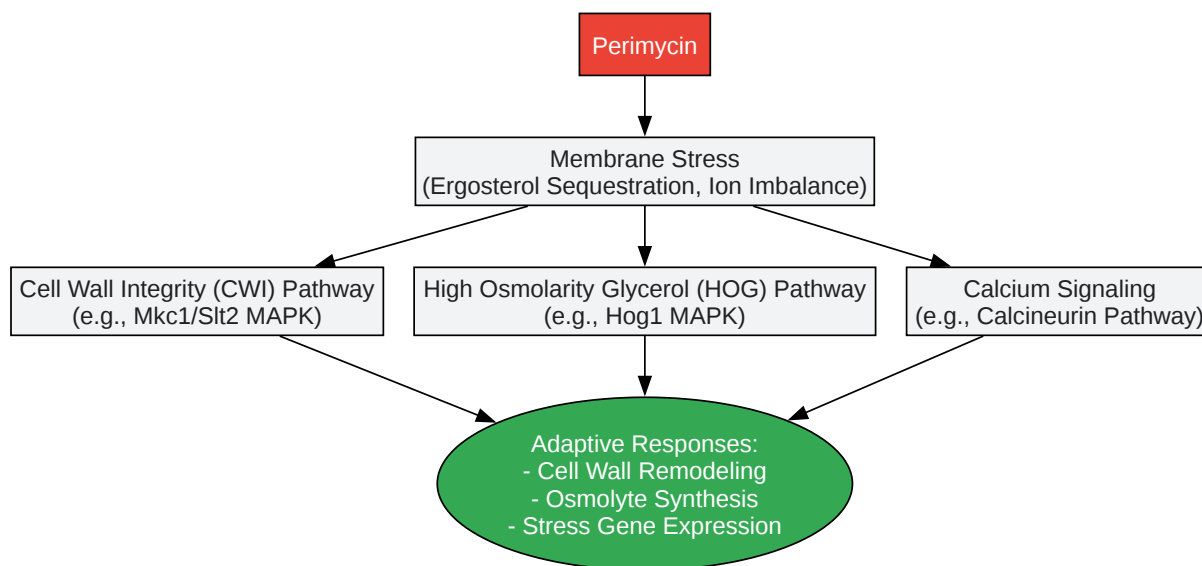 Perimycin
Membrane Stress
(Ergosterol Sequestration, Ion Imbalance)
Cell Wall Integrity (CWI) Pathway
(e.g., Mkc1/Slt2 MAPK)
High Osmolarity Glycerol (HOG) Pathway
(e.g., Hog1 MAPK)
Calcium Signaling
(e.g., Calcineurin Pathway)
Adaptive Responses:
- Cell Wall Remodeling
- Osmolyte Synthesis
- Stress Gene Expression